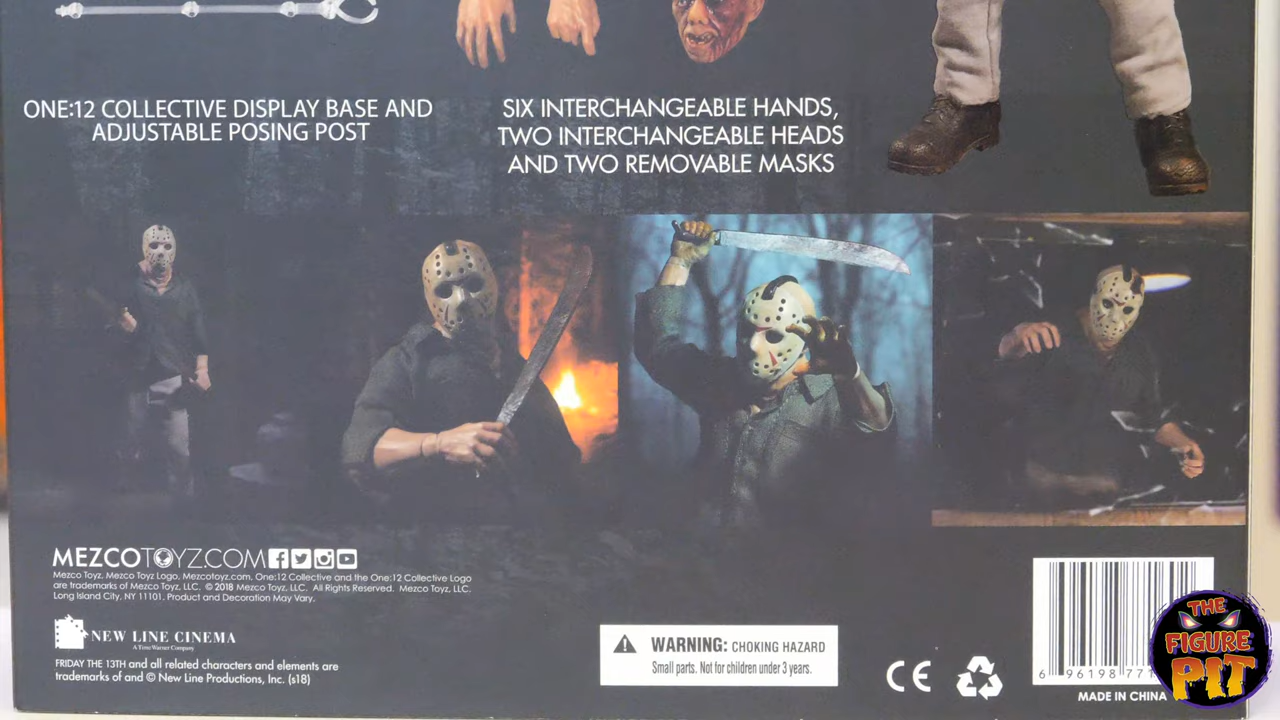 ONE:12 COLLECTIVE DISPLAY BASE AND
ADJUSTABLE POSING POST
SIX INTERCHANGEABLE HANDS,
TWO INTERCHANGEABLE HEADS
AND TWO REMOVABLE MASKS
MEZCOTOYZ.COM
Mezco Toyz, Mezco Toyz Logo, Mezcotoyz.com, One:12 Collective and the One:12 Collective Logo
are trademarks of Mezco Toyz, LLC. © 2018 Mezco Toyz, LLC. All Rights Reserved. Mezco Toyz, LLC.
Long Island City, NY 11101. Product and Decoration May Vary.
NEW LINE CINEMA
A Time Warner Company
FRIDAY THE 13TH and all related characters and elements are
trademarks of and © New Line Productions, Inc. (s18)
WARNING: CHOKING HAZARD
Small parts. Not for children under 3 years.
CE
6 96198 77
MADE IN CHINA
THE
FIGURE
PIT